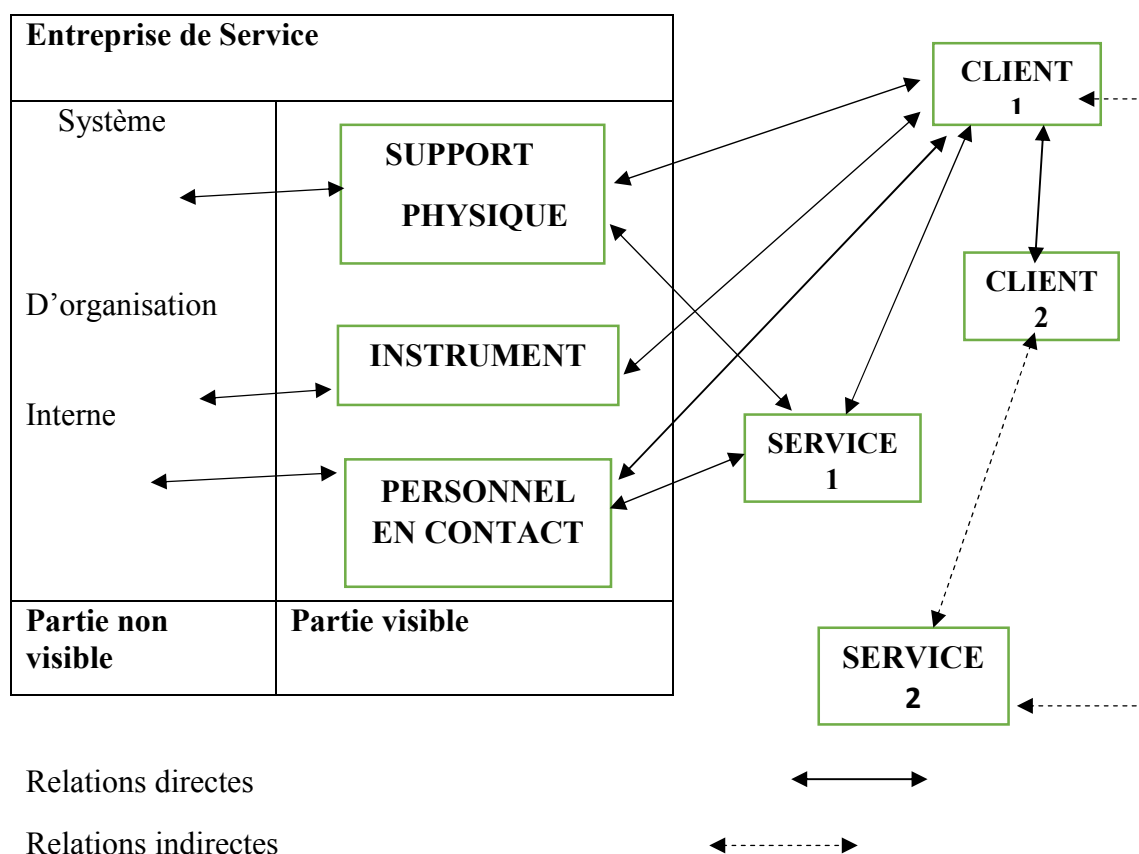 Entreprise de Service
Système
D’organisation
Interne
SUPPORT
PHYSIQUE
INSTRUMENT
PERSONNEL
EN CONTACT
CLIENT
1
CLIENT
2
SERVICE
1
SERVICE
2
Partie non
visible
Partie visible
Relations directes
Relations indirectes